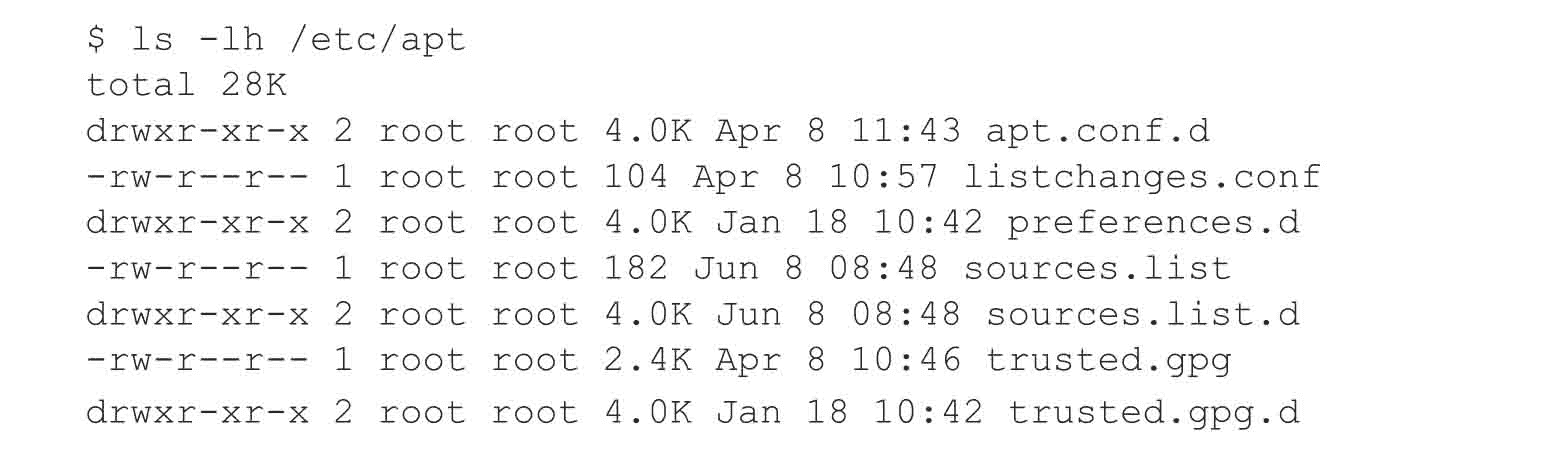 $ ls -lh /etc/apt
total 28K
drwxr-xr-x 2 root root 4.0K Apr 8 11:43 apt.conf.d
-rw-r--r-- 1 root root 104 Apr 8 10:57 listchanges.conf
drwxr-xr-x 2 root root 4.0K Jan 18 10:42 preferences.d
-rw-r--r-- 1 root root 182 Jun 8 08:48 sources.list
drwxr-xr-x 2 root root 4.0K Jun 8 08:48 sources.list.d
-rw-r--r-- 1 root root 2.4K Apr 8 10:46 trusted.gpg
drwxr-xr-x 2 root root 4.0K Jan 18 10:42 trusted.gpg.d